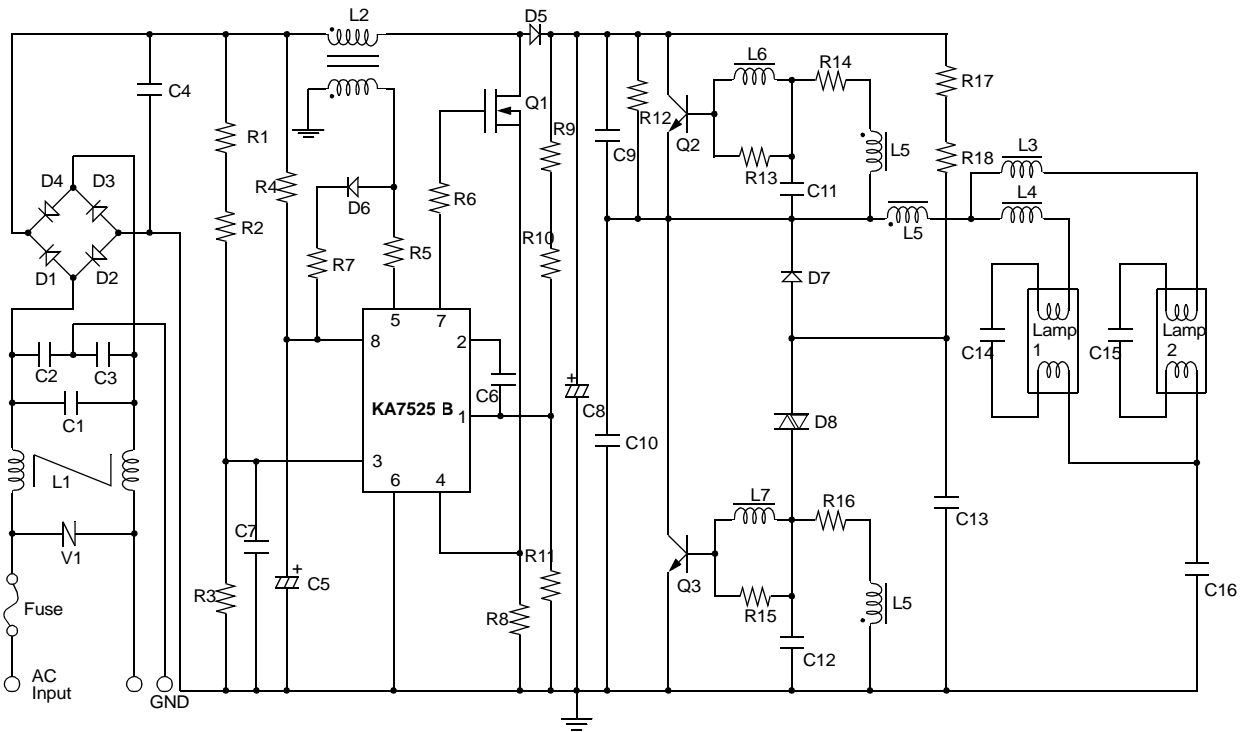 L2
D5
C4
R1
R4
D6
R6
Q1
R9
C9
R12
Q2
L6
R14
R13
C11
L5
R17
R18
L3
L4
L5
D4
D3
D1
D2
R2
R7
R5
R10
D7
5
7
8
2
C6
KA7525 B
1
3
6
4
C8
C10
D8
C14
Lamp
1
C15
Lamp
2
C2
C3
C1
L1
V1
Fuse
AC
Input
GND
C7
R3
C5
R8
R11
L7
R16
Q3
R15
L5
C12
C13
C16